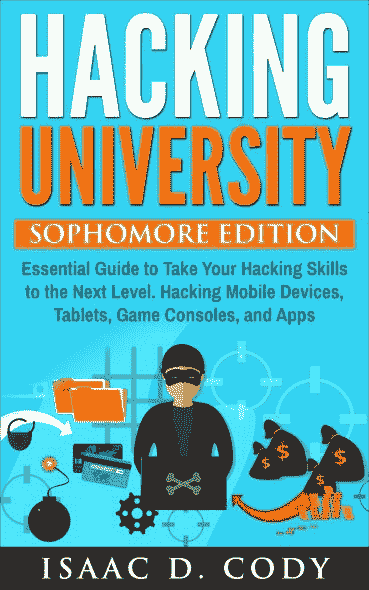 HACKING
UNIVERSITY
SOPHOMORE EDITION
Essential Guide to Take Your Hacking Skills
to the Next Level. Hacking Mobile Devices,
Tablets, Game Consoles, and Apps
$ $
$ $
ISAAC D. CODY